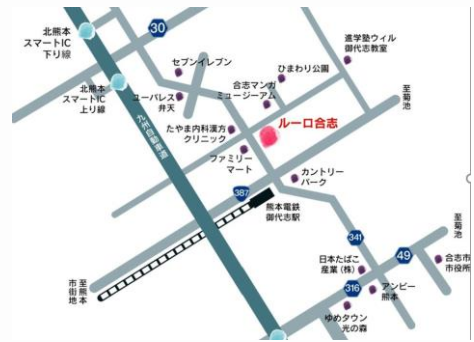 北熊本
スマートIC
下り線
30
セブンイレブン
進学塾ウィル
御代志教室
ひまわり公園
北熊本
スマートIC
上り線
ユーパレス
弁天
合志マンガ
ミュージアム
至菊池
九州自動車道
たやま内科漢方
クリニック
ルーロ合志
ファミリー
マート
カントリー
パーク
387
熊本電鉄
御代志駅
341
至菊池
49
合志市
市役所
日本たばこ
産業(株)
至熊本
市街地
316
アンビー
熊本
ゆめタウン
光の森